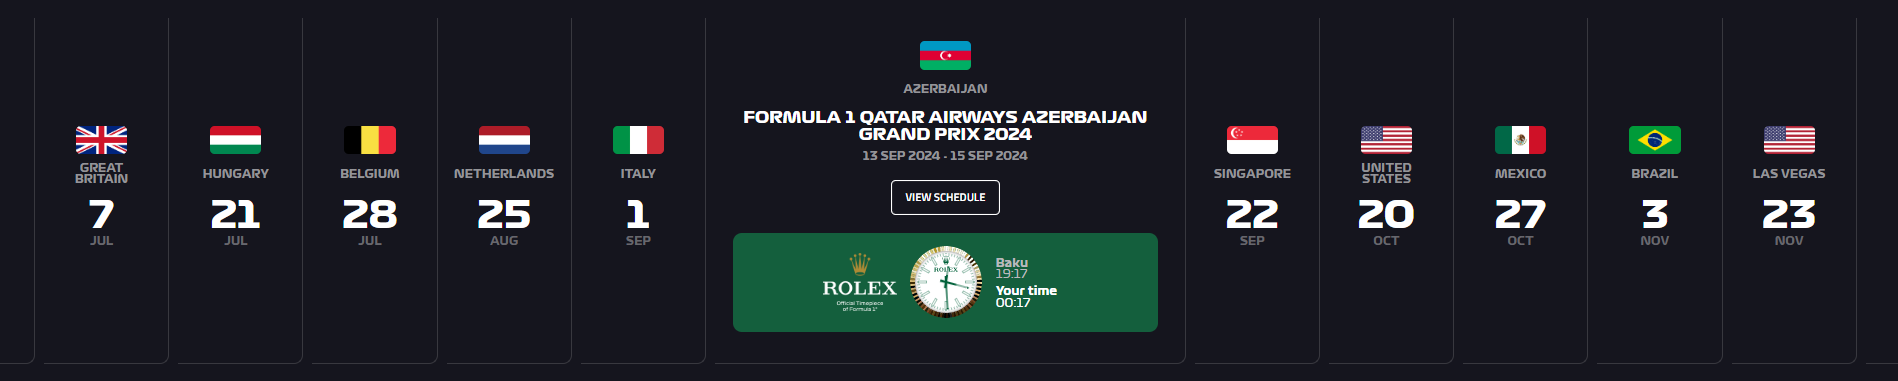 GREAT
BRITAIN
7
JUL
HUNGARY
21
JUL
BELGIUM
28
JUL
NETHERLANDS
25
AUG
ITALY
1
SEP
AZERBAIJAN
FORMULA 1 QATAR AIRWAYS AZERBAIJAN
GRAND PRIX 2024
13 SEP 2024 - 15 SEP 2024
VIEW SCHEDULE
ROLEX
Official Timepiece
of Formula 1®
ROLEX
Baku
19:17
Your time
00:17
SINGAPORE
22
SEP
UNITED
STATES
20
OCT
MEXICO
27
OCT
BRAZIL
3
NOV
LAS VEGAS
23
NOV